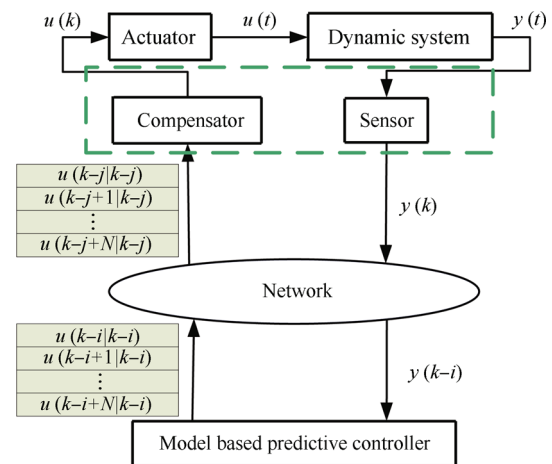 u (k)
Actuator
u (t)
Dynamic system
y (t)
Compensator
Sensor
u (k–j|k–j)
u (k–j+1|k–j)
⋮
u (k–j+N|k–j)
y (k)
Network
u (k–i|k–i)
u (k–i+1|k–i)
⋮
u (k–i+N|k–i)
y (k–i)
Model based predictive controller